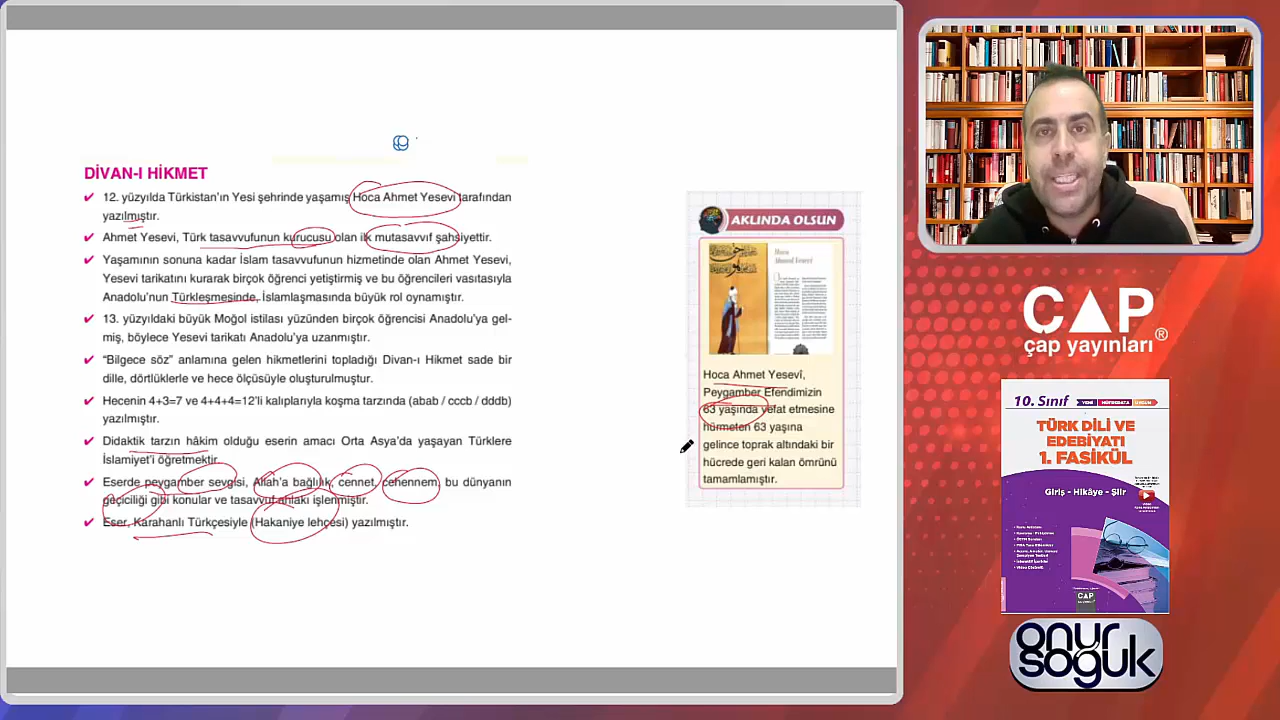 DİVAN-I HİKMET
✔ 12. yüzyılda Türkistan'ın Yesi şehrinde yaşamış Hoca Ahmet Yesevi tarafından
yazılmıştır.
✔ Ahmet Yesevi, Türk tasavvufunun kurucusu olan ilk mutasavvıf şahsiyettir.
✔ Yaşamının sonuna kadar İslam tasavvufunun hizmetinde olan Ahmet Yesevi,
Yesevi tarikatını kurarak birçok öğrenci yetiştirmiş ve bu öğrencileri vasıtasıyla
Anadolu'nun Türkleşmesinde, İslamlaşmasında büyük rol oynamıştır.
✔ yüzyıldaki büyük Moğol istilası yüzünden birçok öğrencisi Anadolu'ya gel-
miş, böylece Yesevi tarikatı Anadolu'ya uzanmıştır.
✔ "Bilgece söz" anlamına gelen hikmetlerini topladığı Divan-ı Hikmet sade bir
dille, dörtlüklerle ve hece ölçüsüyle oluşturulmuştur.
✔ Hecenin 4+3=7 ve 4+4+4=12'li kalıplarıyla koşma tarzında (abab / cccb / dddb)
yazılmıştır.
✔ Didaktik tarzın hâkim olduğu eserin amacı Orta Asya'da yaşayan Türklere
İslamiyet'i öğretmektir.
✔ Eserde peygamber sevgisi, Allah'a bağlılık, cennet, cehennem, bu dünyanın
geçiciliği gibi konular ve tasavvuf ahlakı işlenmiştir.
✔ Eser, Karahanlı Türkçesiyle (Hakaniye lehçesi) yazılmıştır.
AKLINDA OLSUN
Hoca
Ahmed Yesevî
Hoca Ahmet Yesevî,
Peygamber Efendimizin
63 yaşında vefat etmesine
hürmeten 63 yaşına
gelince toprak altındaki bir
hücrede geri kalan ömrünü
tamamlamıştır.
ÇAP
çap yayınları®
10. Sınıf
TÜRK DİLİ VE
EDEBİYATI
1. FASİKÜL
Giriş - Hikâye - Şiir
ÇAP
onur
soğuk